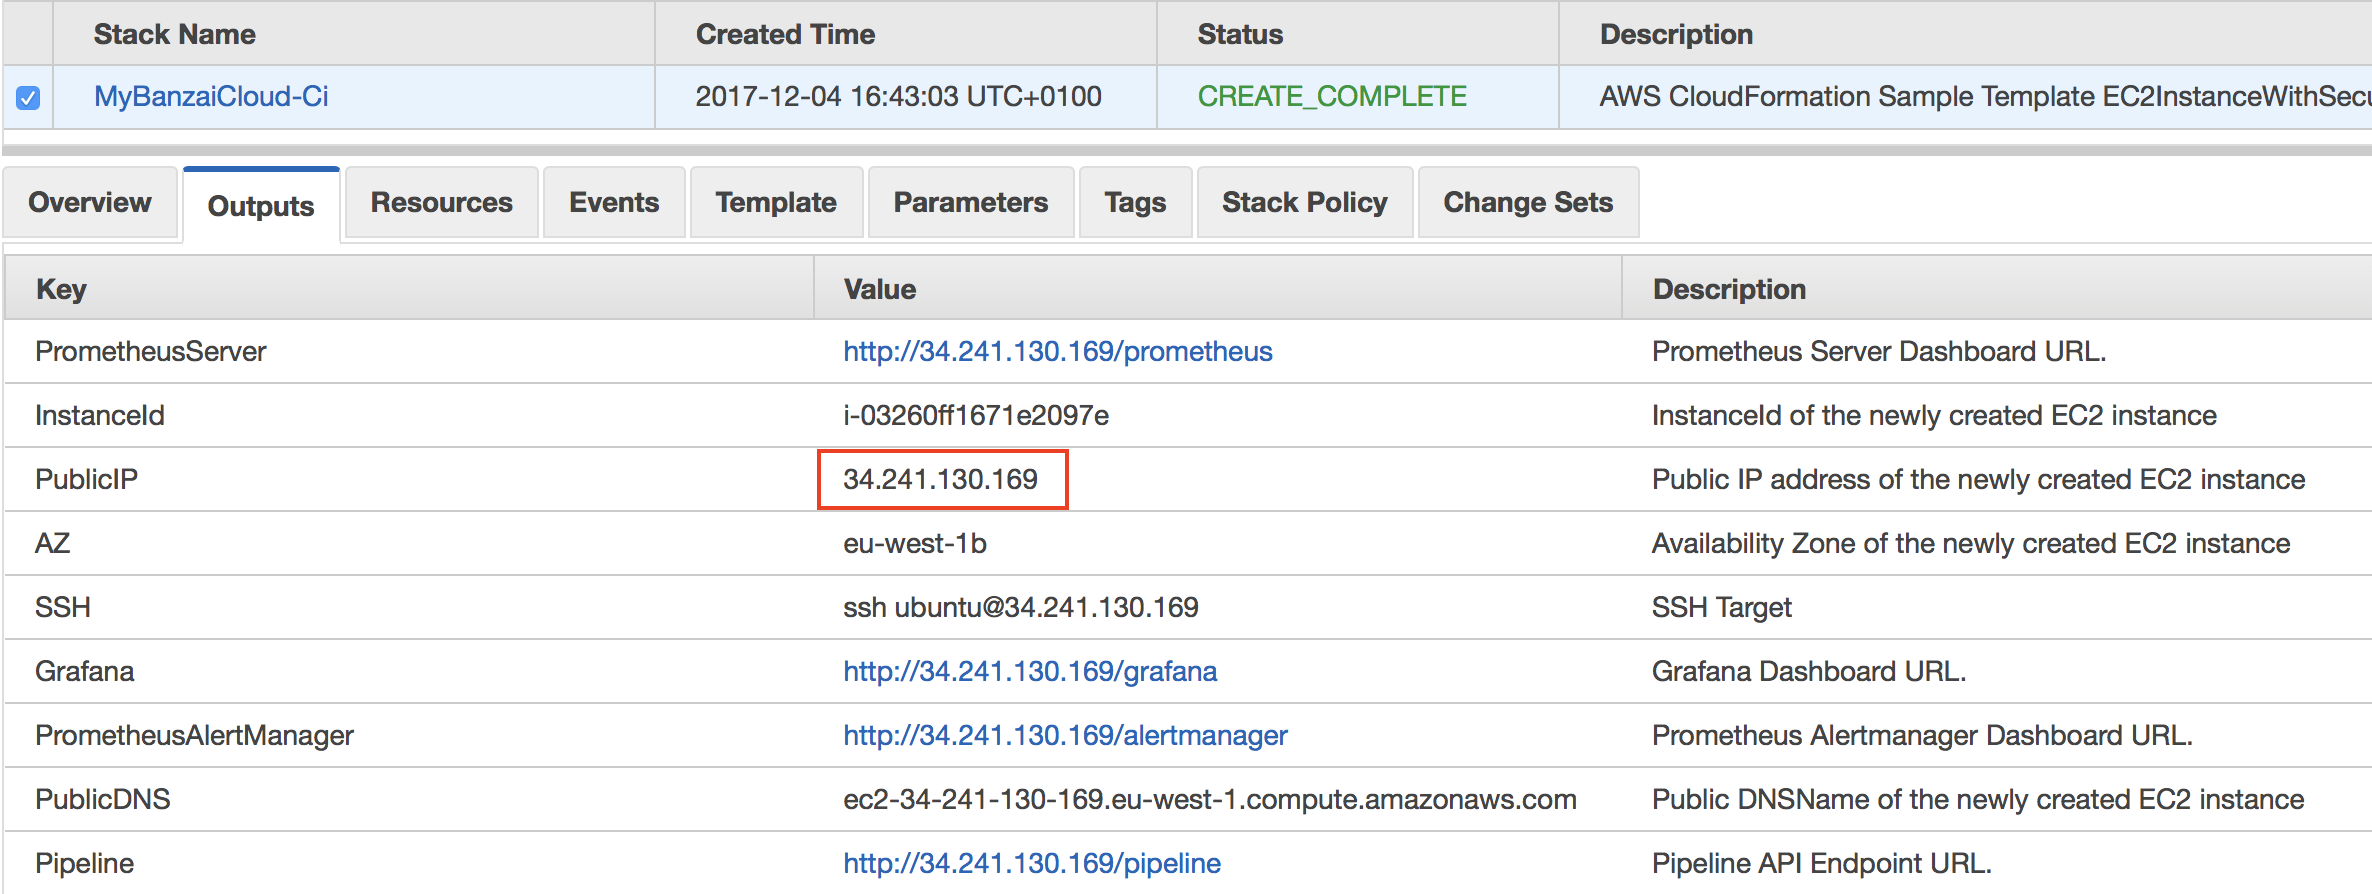 Stack Name Created Time Status Description
MyBanzaiCloud-Ci 2017-12-04 16:43:03 UTC+0100 CREATE_COMPLETE AWS CloudFormation Sample Template EC2InstanceWithSecu
Overview Outputs Resources Events Template Parameters Tags Stack Policy Change Sets
Key Value Description
PrometheusServer http://34.241.130.169/prometheus Prometheus Server Dashboard URL.
InstanceId i-03260ff1671e2097e InstanceId of the newly created EC2 instance
PublicIP 34.241.130.169 Public IP address of the newly created EC2 instance
AZ eu-west-1b Availability Zone of the newly created EC2 instance
SSH ssh ubuntu@34.241.130.169 SSH Target
Grafana http://34.241.130.169/grafana Grafana Dashboard URL.
PrometheusAlertManager http://34.241.130.169/alertmanager Prometheus Alertmanager Dashboard URL.
PublicDNS ec2-34-241-130-169.eu-west-1.compute.amazonaws.com Public DNSName of the newly created EC2 instance
Pipeline http://34.241.130.169/pipeline Pipeline API Endpoint URL.